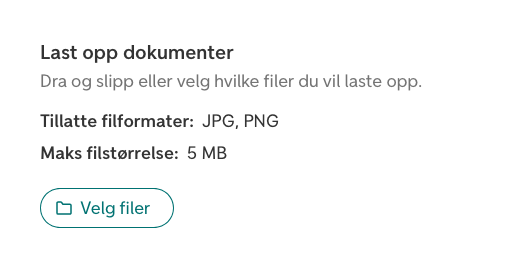 Last opp dokumenter
Dra og slipp eller velg hvilke filer du vil laste opp.
Tillatte filformater: JPG, PNG
Maks filstørrelse: 5 MB
Velg filer